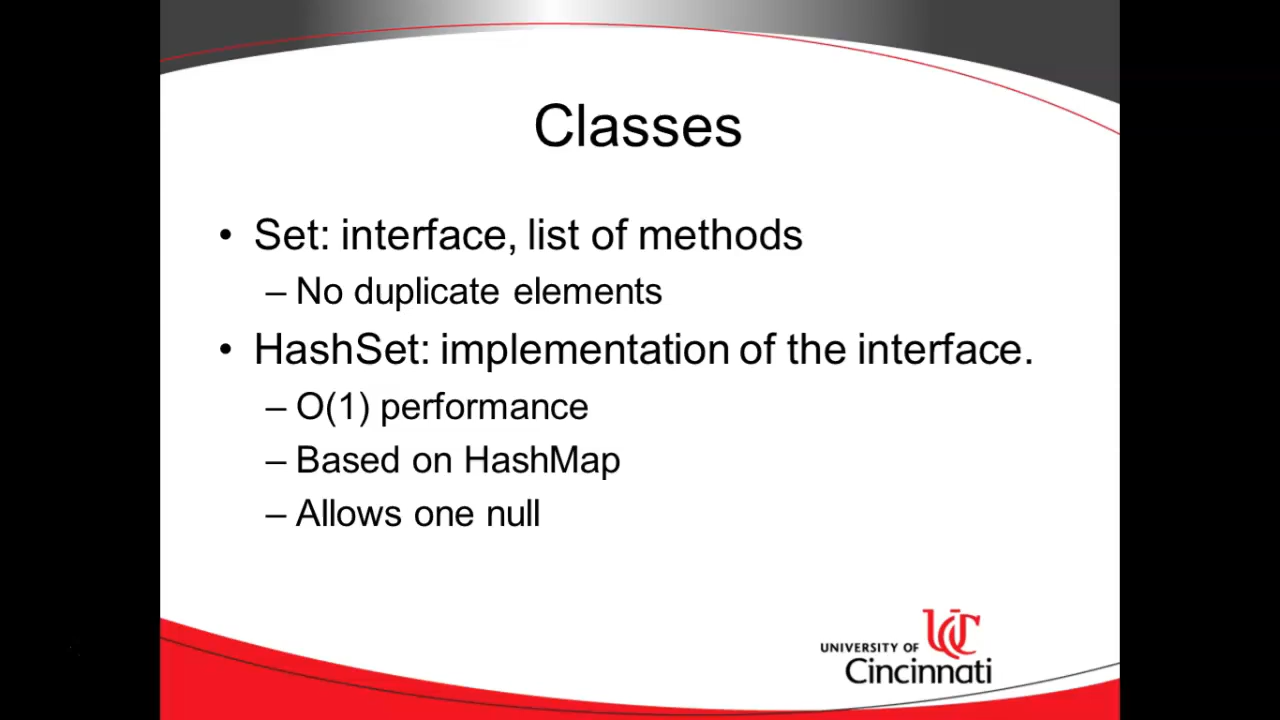 Classes
• Set: interface, list of methods
– No duplicate elements
• HashSet: implementation of the interface.
– O(1) performance
– Based on HashMap
– Allows one null
UC
UNIVERSITY OF
Cincinnati